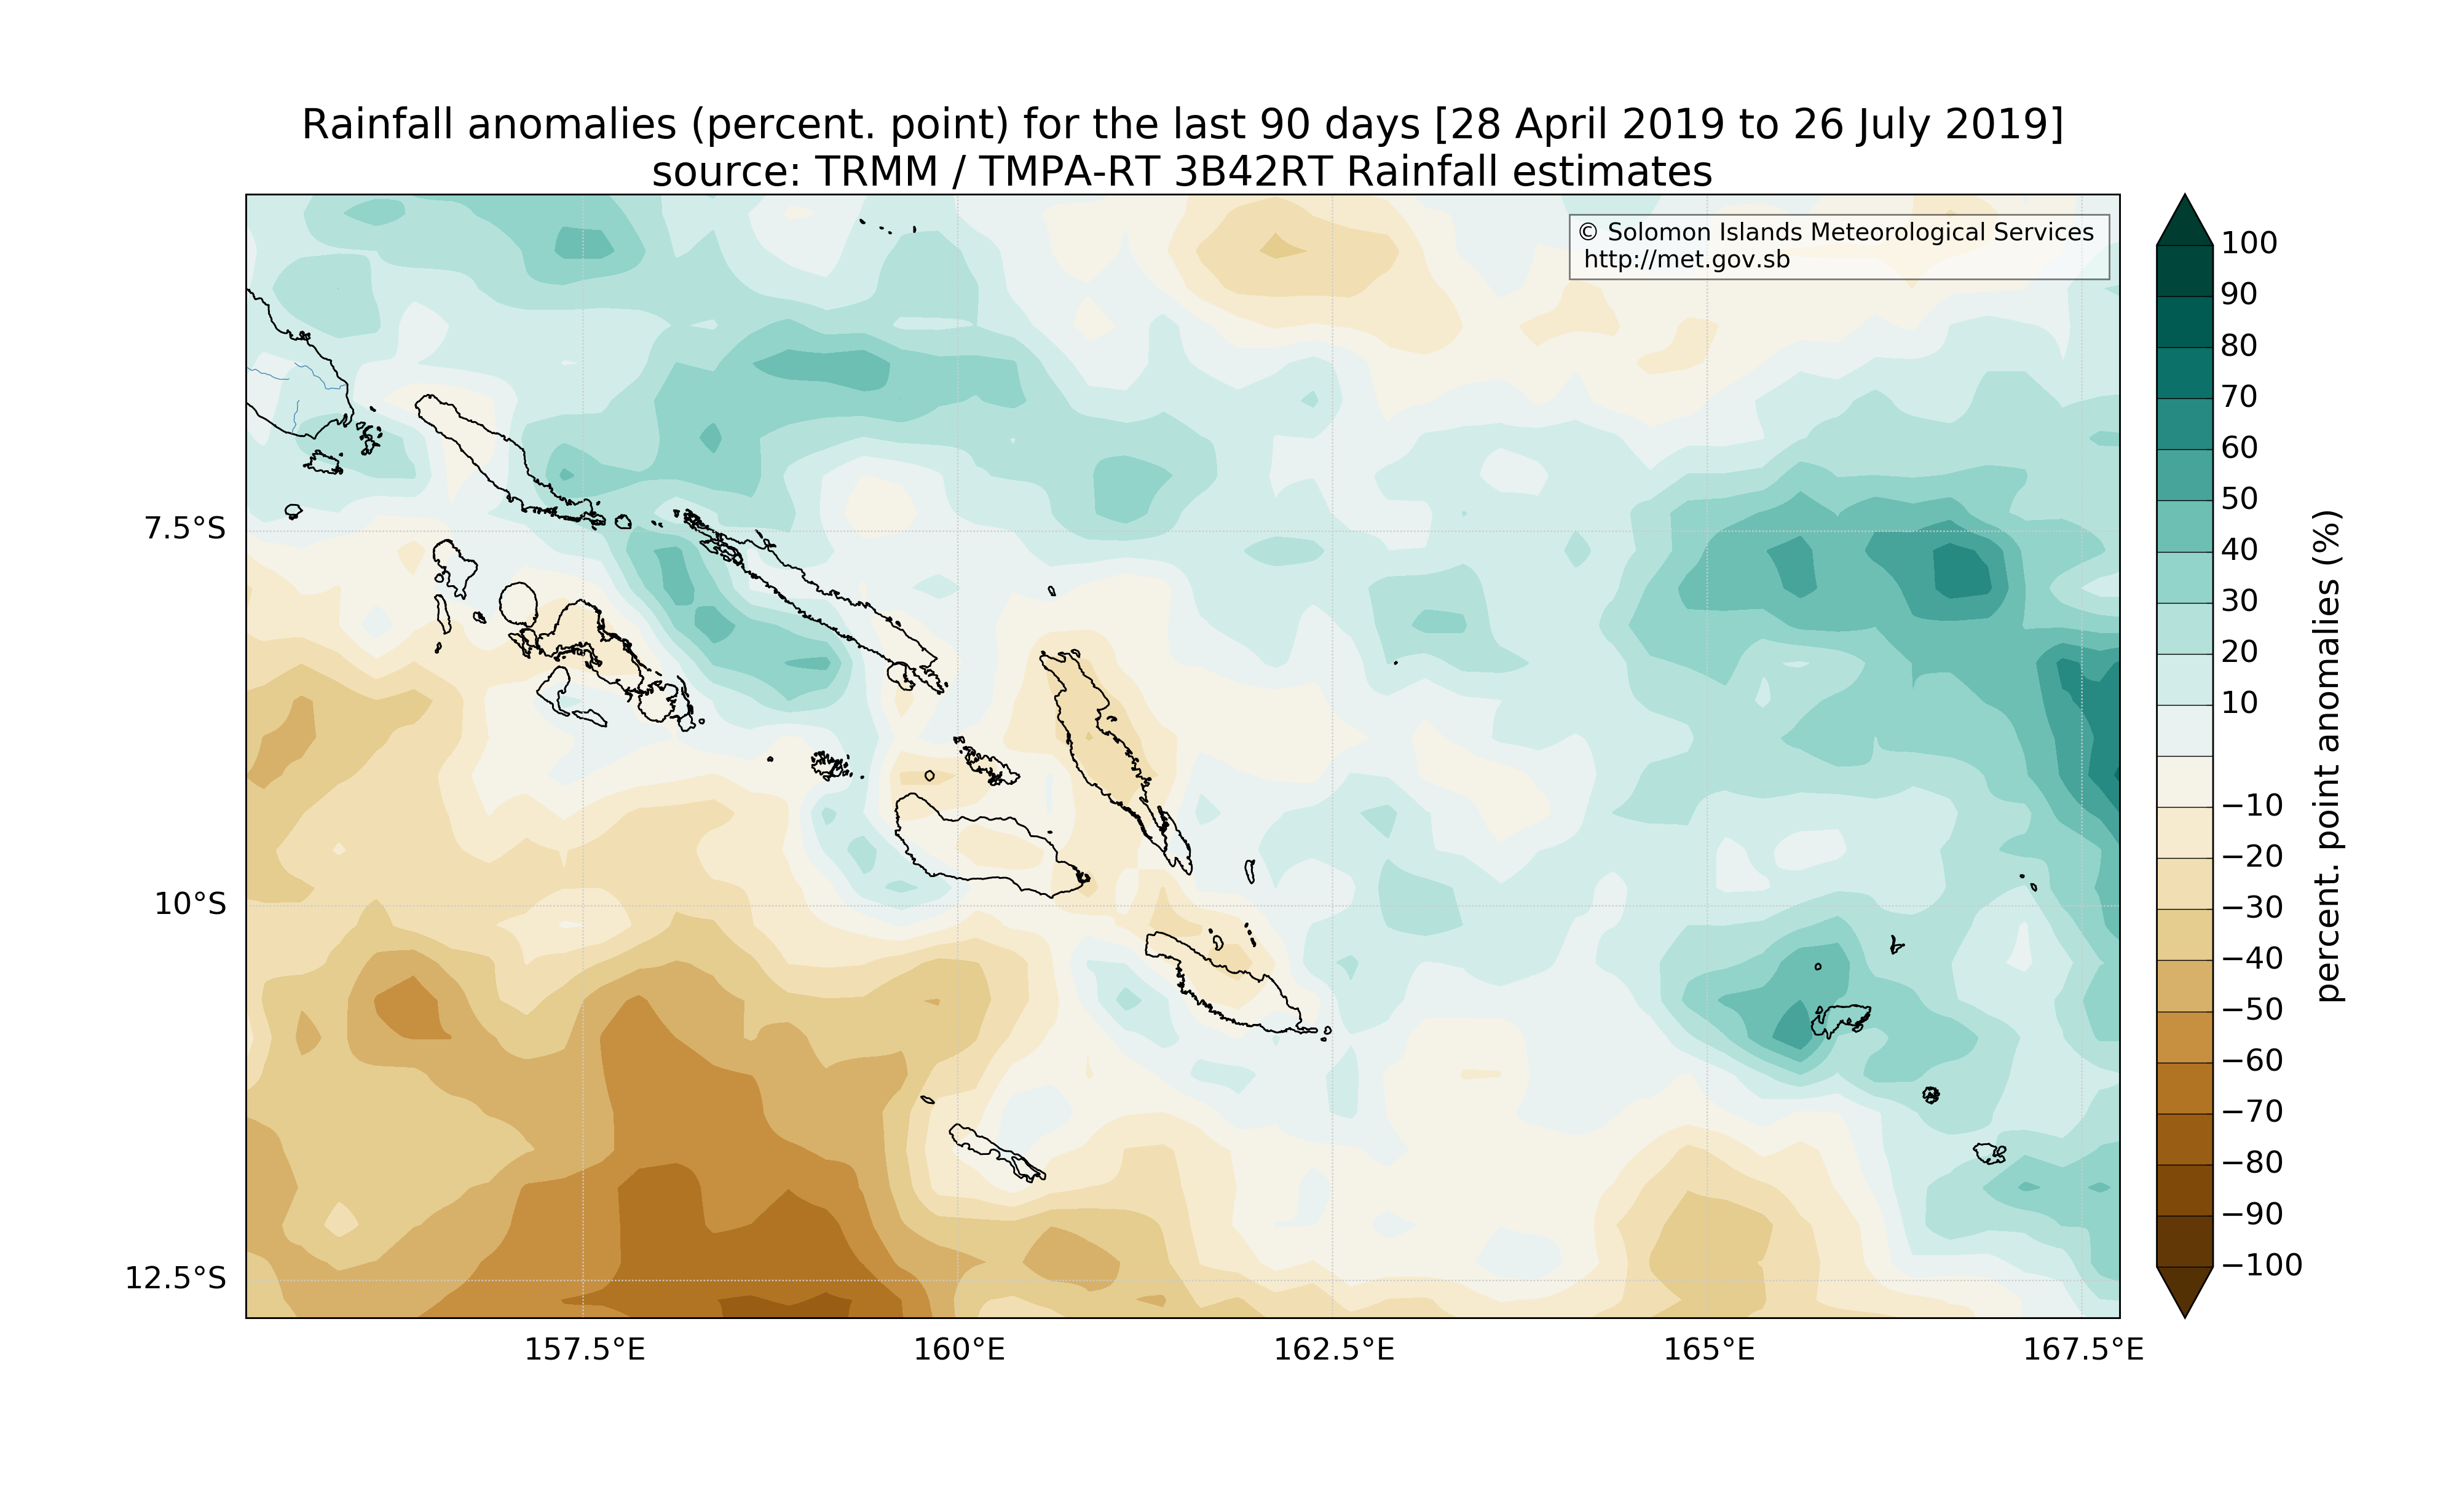 Rainfall anomalies (percent. point) for the last 90 days [28 April 2019 to 26 July 2019]
source: TRMM / TMPA-RT 3B42RT Rainfall estimates
© Solomon Islands Meteorological Services
http://met.gov.sb
7.5°S
10°S
12.5°S
157.5°E
160°E
162.5°E
165°E
167.5°E
100
90
80
70
60
50
40
30
20
10
−10
−20
−30
−40
−50
−60
−70
−80
−90
−100
percent. point anomalies (%)